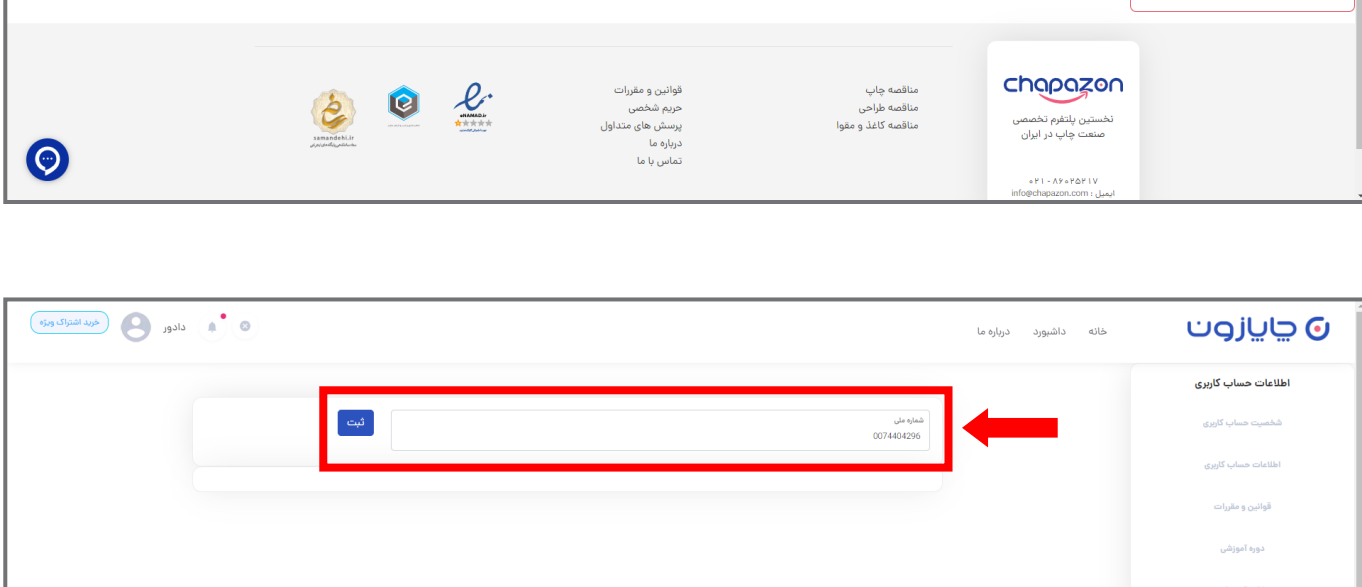 chapazon
نخستین پلتفرم تخصصی
صنعت چاپ در ایران
۰۲۱ - ۸۶۰۲۵۲۱۷
ایمیل : info@chapazon.com
مناقصه چاپ
مناقصه طراحی
مناقصه کاغذ و مقوا
قوانین و مقررات
حریم شخصی
پرسش های متداول
درباره ما
تماس با ما
eNAMAD.ir
samandehi.ir
چاپازون
خانه
داشبورد
درباره ما
دادور
خرید اشتراک ویژه
اطلاعات حساب کاربری
شخصیت حساب کاربری
اطلاعات حساب کاربری
قوانین و مقررات
دوره آموزشی
شماره ملی
0074404296
ثبت